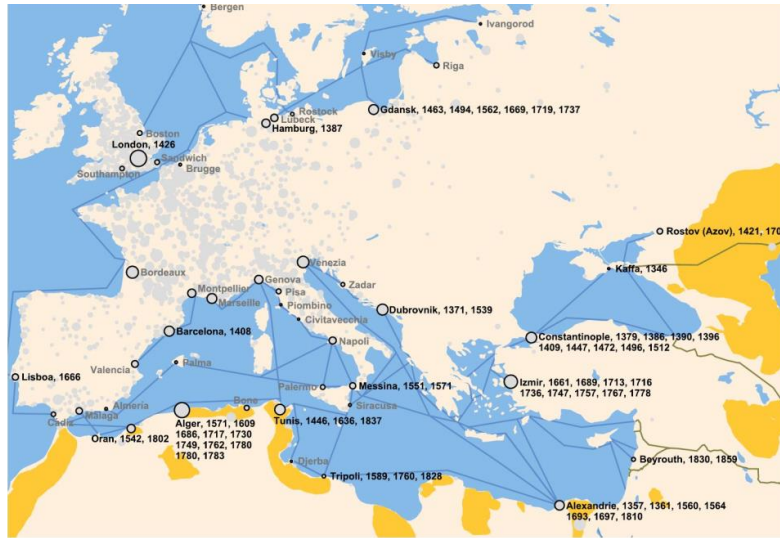 Bergen
Ivangorod
Visby
Riga
Gdansk, 1463, 1494, 1562, 1669, 1719, 1737
Rostock
Lübeck
Hamburg, 1387
Boston
London, 1426
Sandwich
Southampton
Brugge
Rostov (Azov), 1421, 170
Kaffa, 1346
Venezia
Bordeaux
Genova
Zadar
Montpellier
Pisa
Marseille
Piombino
Dubrovnik, 1371, 1539
Civitavecchia
Barcelona, 1408
Napoli
Constantinople, 1379, 1386, 1390, 1396
1409, 1447, 1472, 1496, 1512
Valencia
Palma
Lisboa, 1666
Palermo
Messina, 1551, 1571
Izmir, 1661, 1689, 1713, 1716
1736, 1747, 1757, 1767, 1778
Siracusa
Almeria
Bone
Cadiz
Malaga
Oran, 1542, 1802
Alger, 1571, 1609
1686, 1717, 1730
1749, 1762, 1780
1780, 1783
Tunis, 1446, 1636, 1837
Djerba
Tripoli, 1589, 1760, 1828
Beyrouth, 1830, 1859
Alexandrie, 1357, 1361, 1560, 1564
1693, 1697, 1810